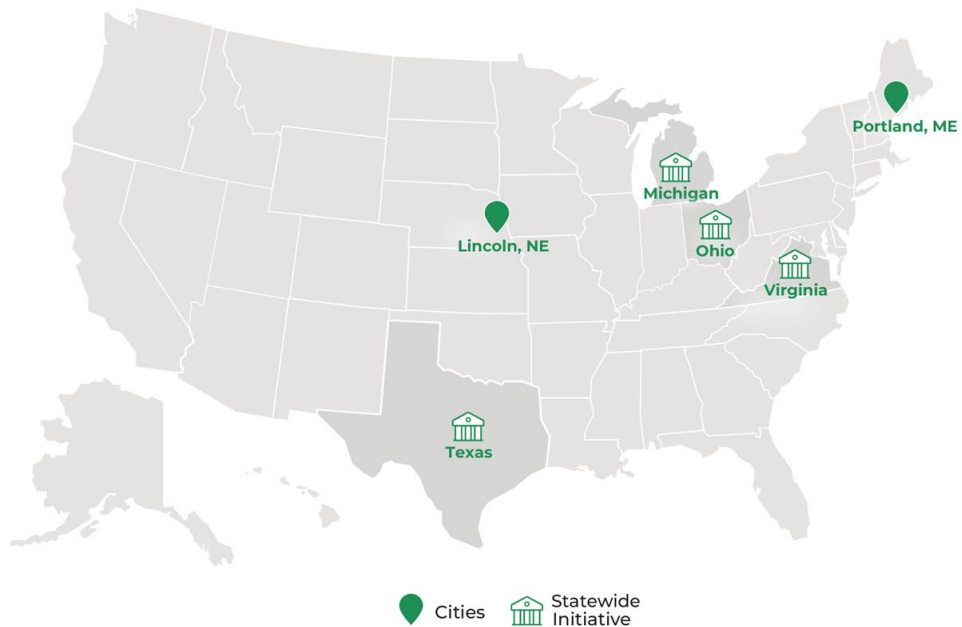 Portland, ME
Michigan
Ohio
Lincoln, NE
Virginia
Texas
Cities
Statewide
Initiative